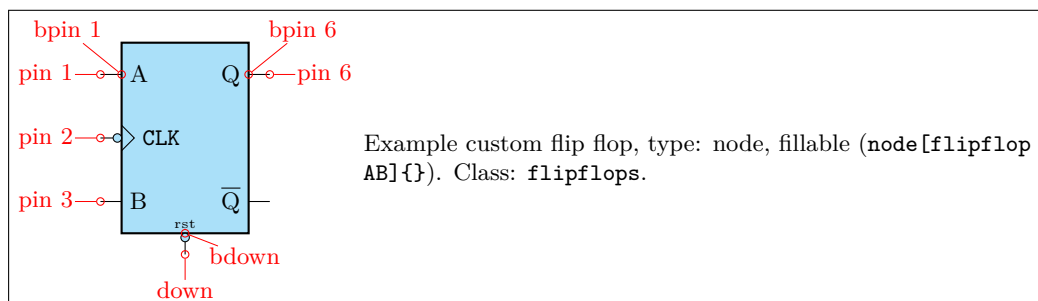 bpin 1
bpin 6
pin 1
A
Q
pin 6
pin 2
CLK
Example custom flip flop, type: node, fillable (node[flipflop
AB]{}). Class: flipflops.
pin 3
B
Q̅
rst
bdown
down